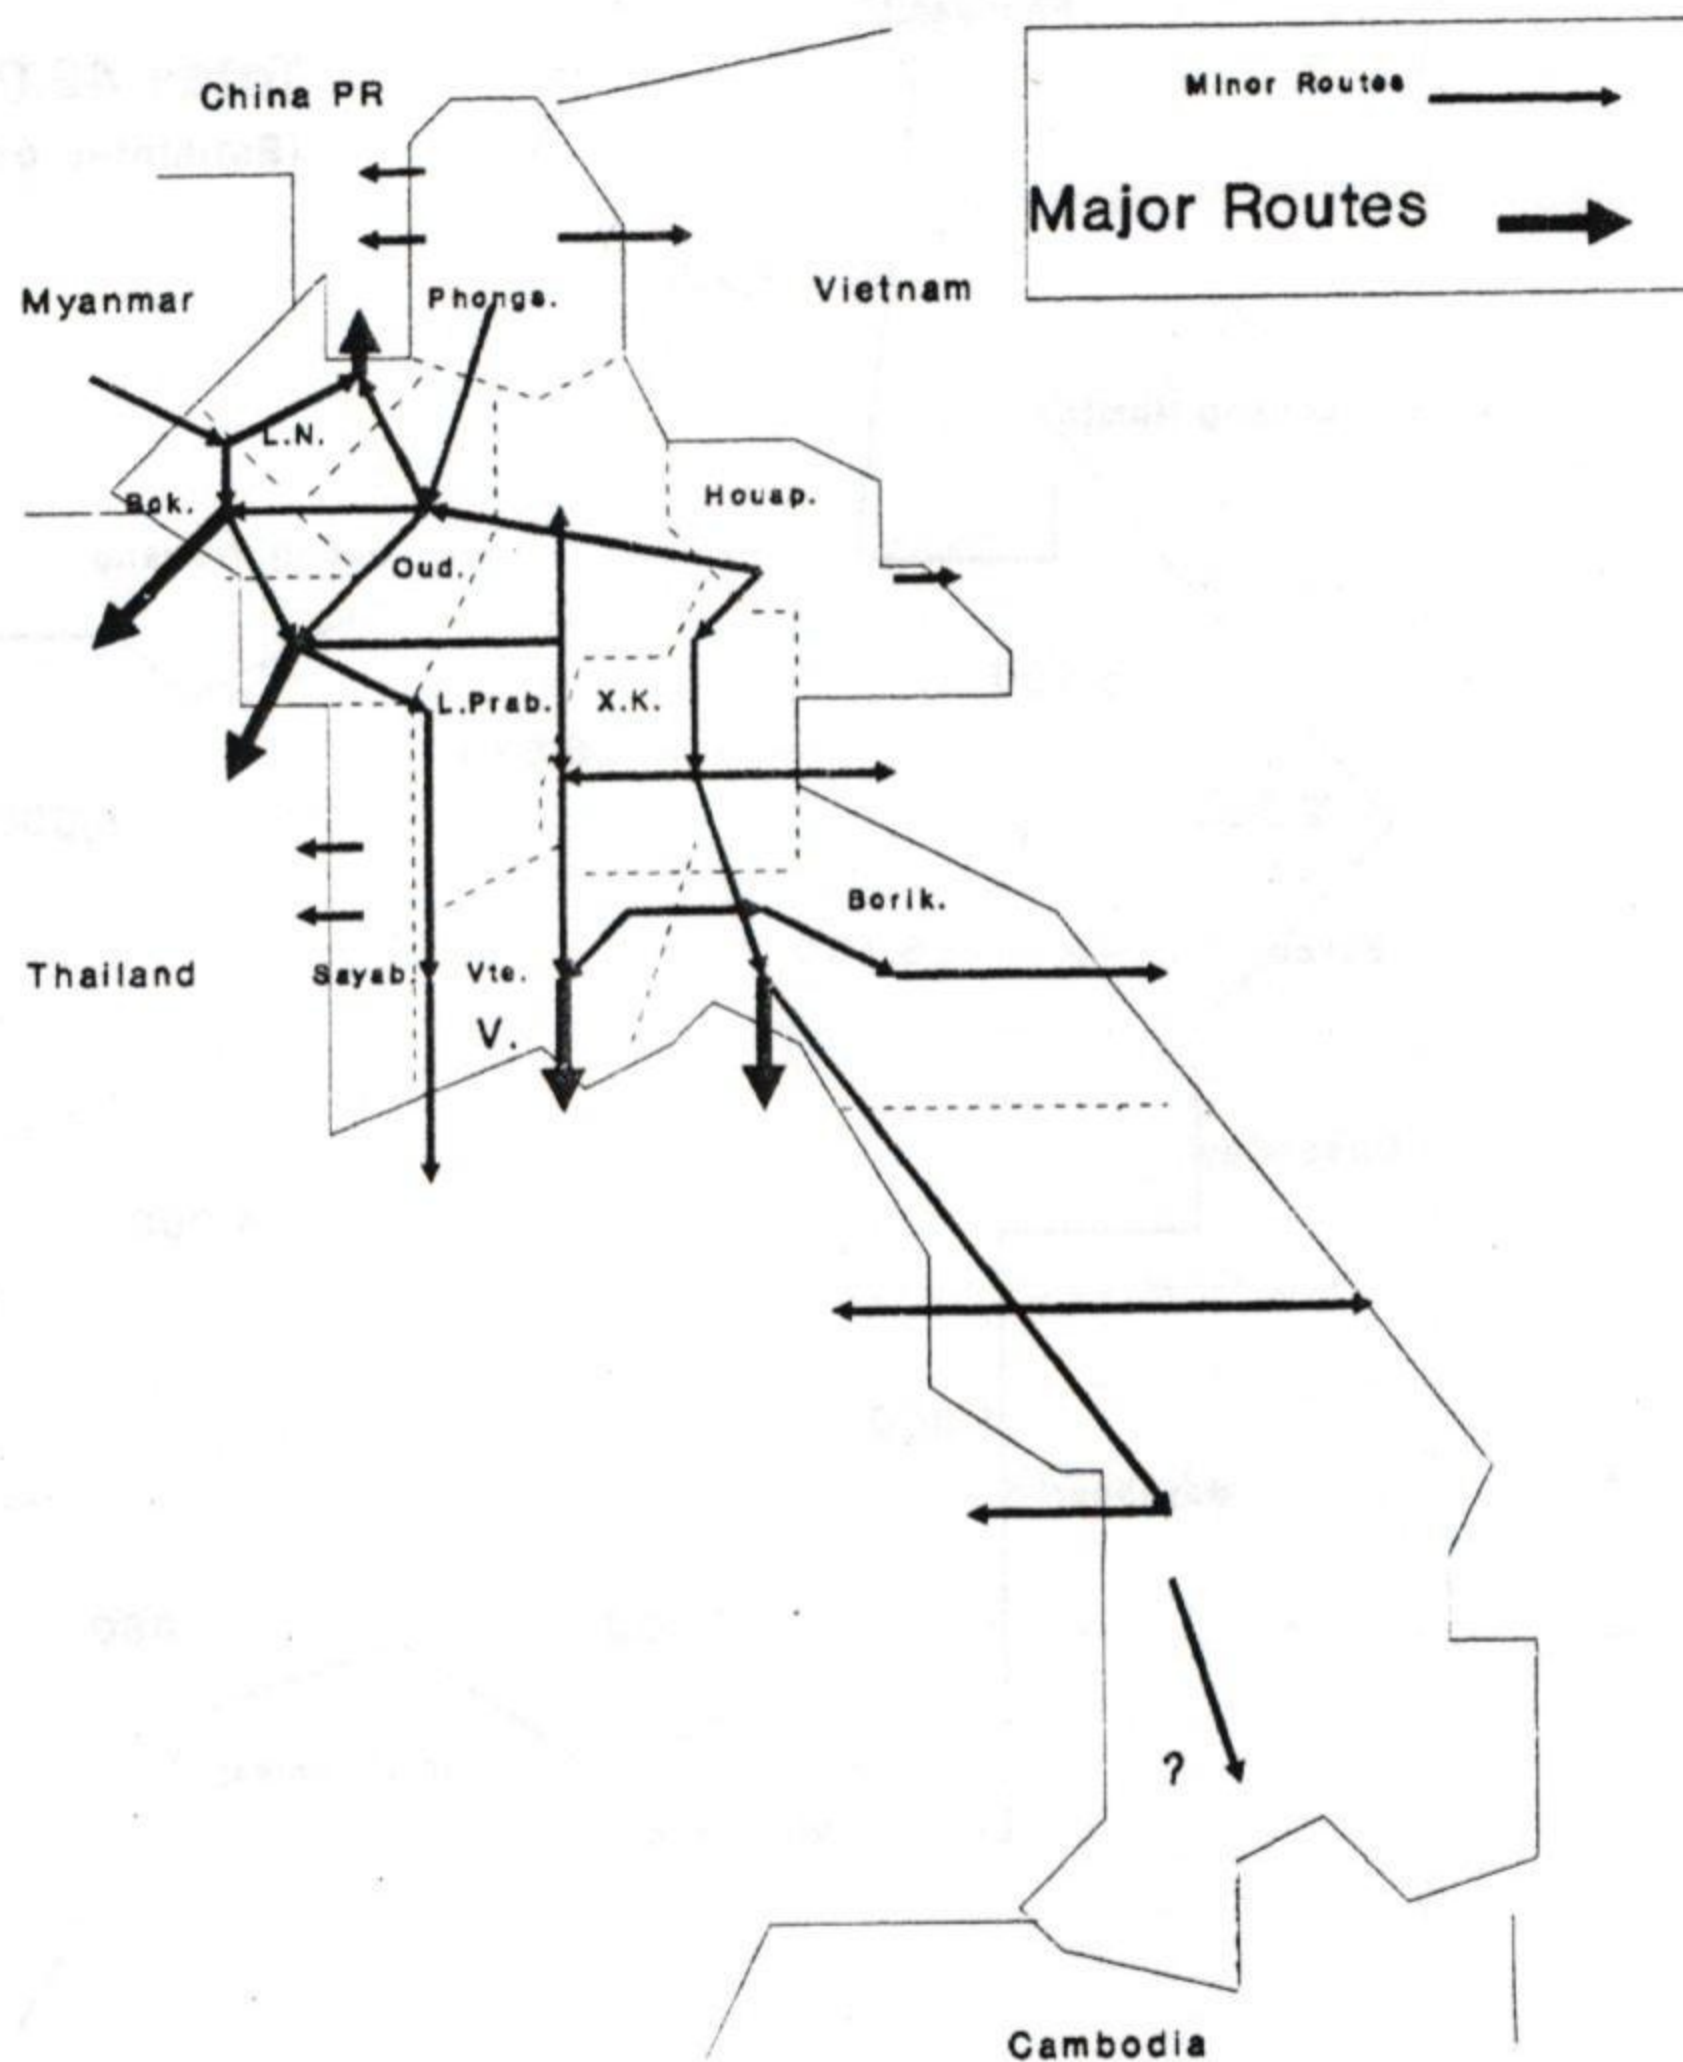 China PR
Minor Routes
Major Routes
Myanmar
Phongs.
Vietnam
L.N.
Bok.
Houap.
Oud.
L.Prab.
X.K.
Borik.
Thailand
Sayab.
Vte.
V.
?
Cambodia